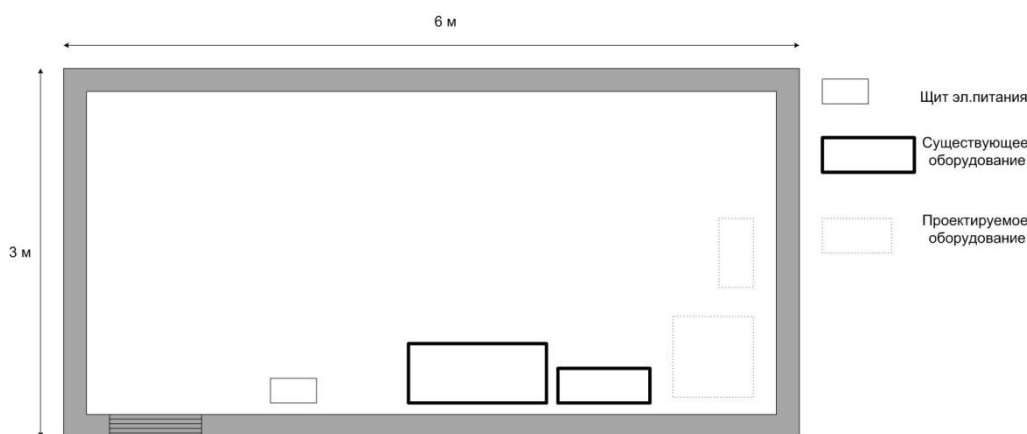 6 м
3 м
Щит эл.питания
Существующее
оборудование
Проектируемое
оборудование